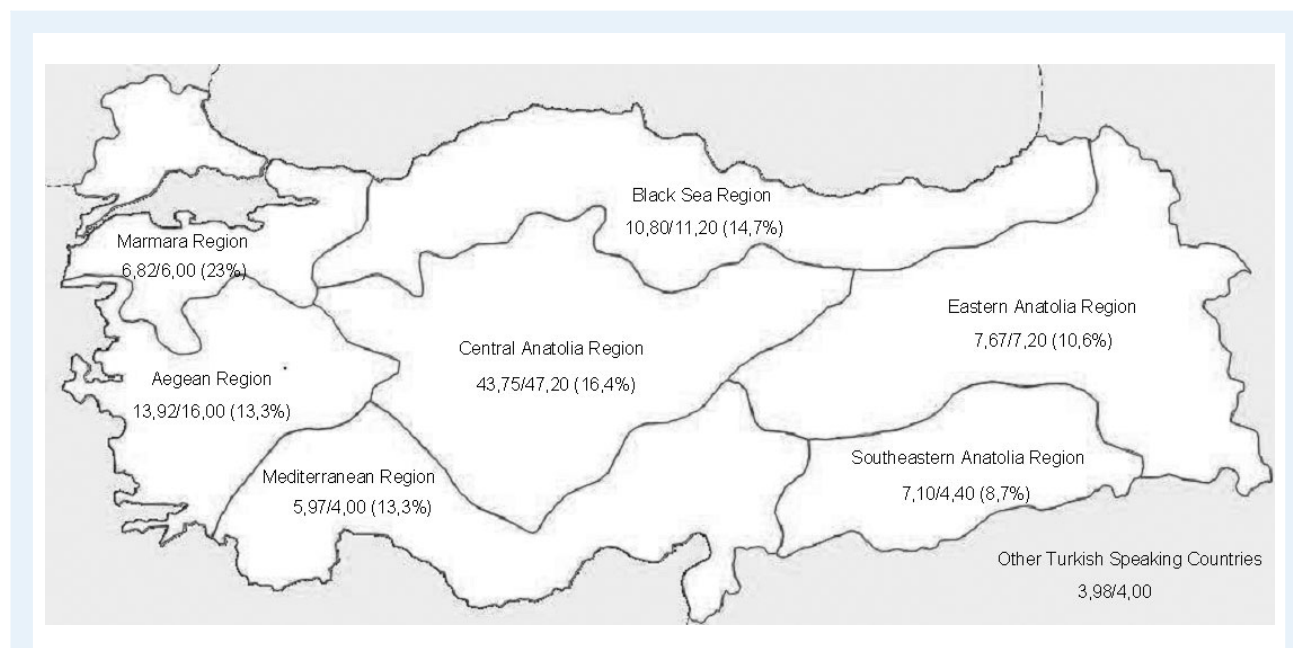 Black Sea Region
10,80/11,20 (14,7%)
Marmara Region
6,82/6,00 (23%)
Eastern Anatolia Region
7,67/7,20 (10,6%)
Central Anatolia Region
43,75/47,20 (16,4%)
Aegean Region
13,92/16,00 (13,3%)
Mediterranean Region
5,97/4,00 (13,3%)
Southeastern Anatolia Region
7,10/4,40 (8,7%)
Other Turkish Speaking Countries
3,98/4,00